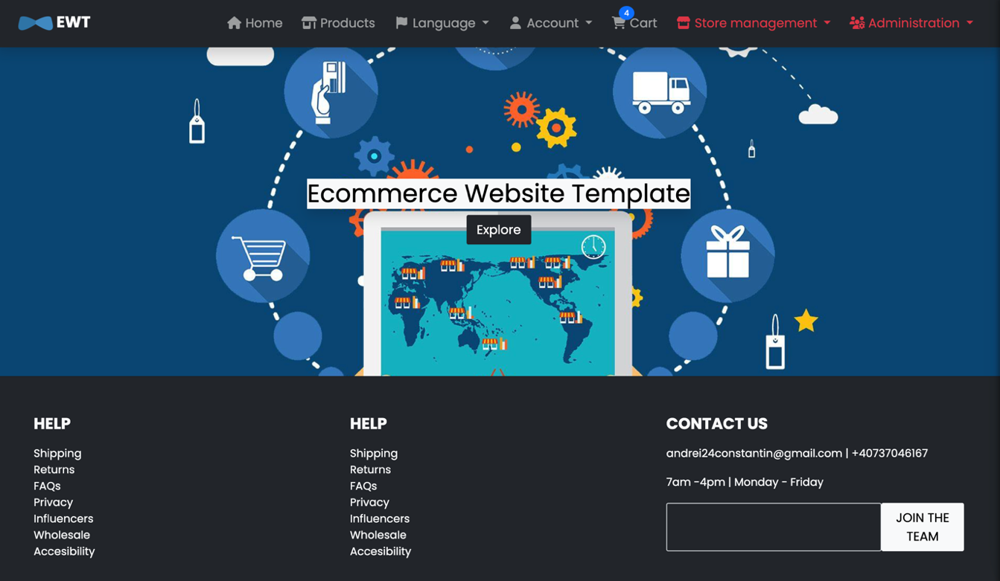 EWT
Home
Products
Language
Account
4
Cart
Store management
Administration
Ecommerce Website Template
Explore
HELP
Shipping
Returns
FAQs
Privacy
Influencers
Wholesale
Accesibility
HELP
Shipping
Returns
FAQs
Privacy
Influencers
Wholesale
Accesibility
CONTACT US
andrei24constantin@gmail.com | +40737046167
7am -4pm | Monday - Friday
JOIN THE
TEAM